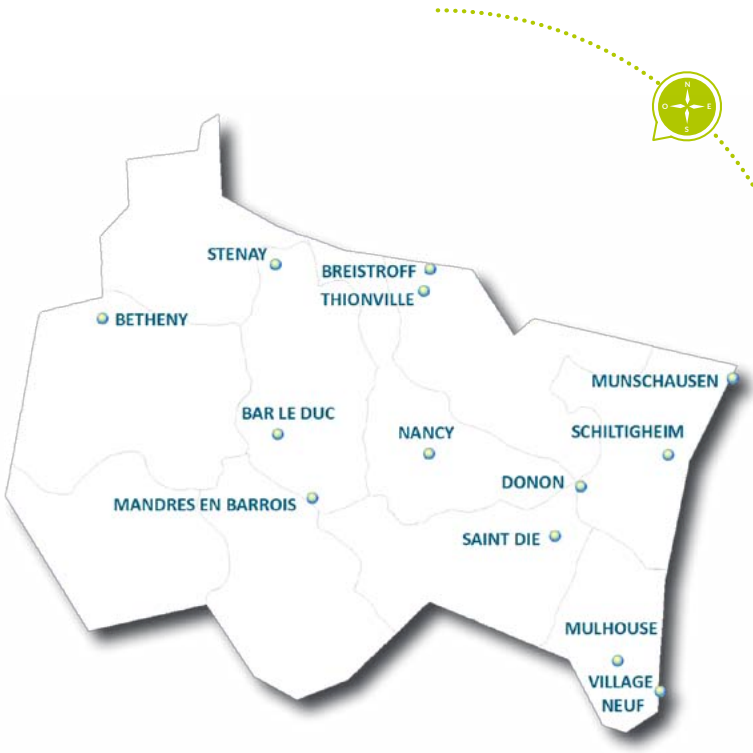 N
O E
S
STENAY
BREISTROFF
THIONVILLE
BETHENY
MUNSCHAUSEN
BAR LE DUC
NANCY
SCHILTIGHEIM
DONON
MANDRES EN BARROIS
SAINT DIE
MULHOUSE
VILLAGE
NEUF